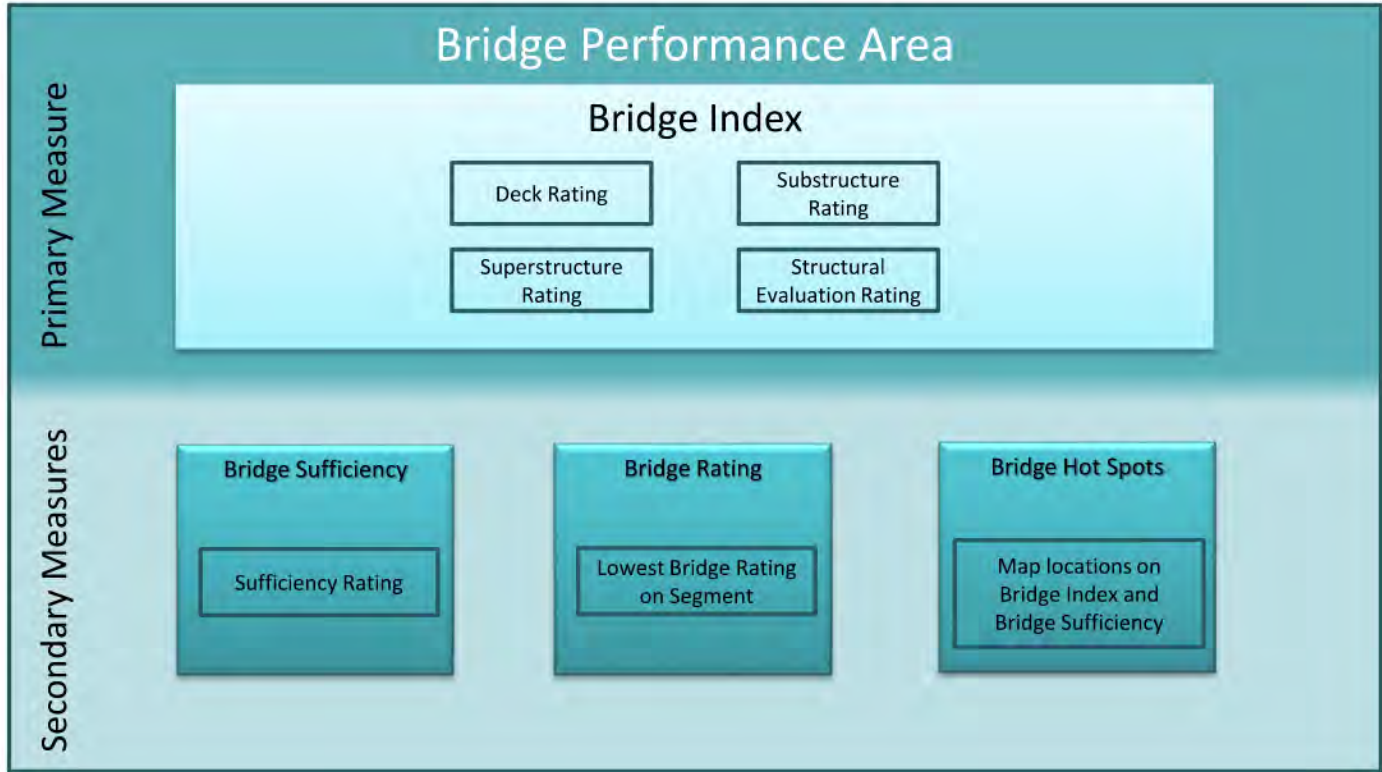 Bridge Performance Area
Primary Measure
Bridge Index
Deck Rating
Substructure
Rating
Superstructure
Rating
Structural
Evaluation Rating
Secondary Measures
Bridge Sufficiency
Sufficiency Rating
Bridge Rating
Lowest Bridge Rating
on Segment
Bridge Hot Spots
Map locations on
Bridge Index and
Bridge Sufficiency